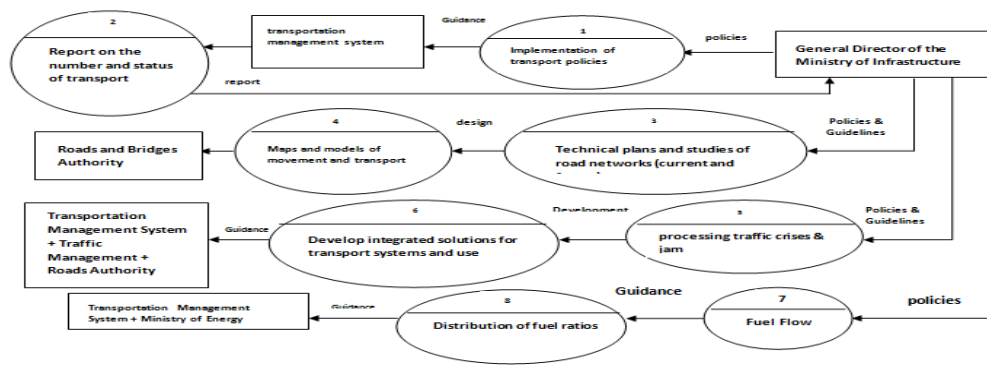 2
Report on the
number and status
of transport
transportation
management system
Guidance
1
Implementation of
transport policies
policies
General Director of the
Ministry of Infrastructure
report
Roads and Bridges
Authority
4
Maps and models of
movement and transport
design
3
Technical plans and studies of
road networks (current and
Policies &
Guidelines
Transportation
Management System
+ Traffic
Management +
Roads Authority
Guidance
6
Develop integrated solutions for
transport systems and use
Development
processing traffic crises &
jam
Policies &
Guidelines
Transportation Management
System + Ministry of Energy
Guidance
8
Distribution of fuel ratios
Guidance
7
Fuel Flow
policies